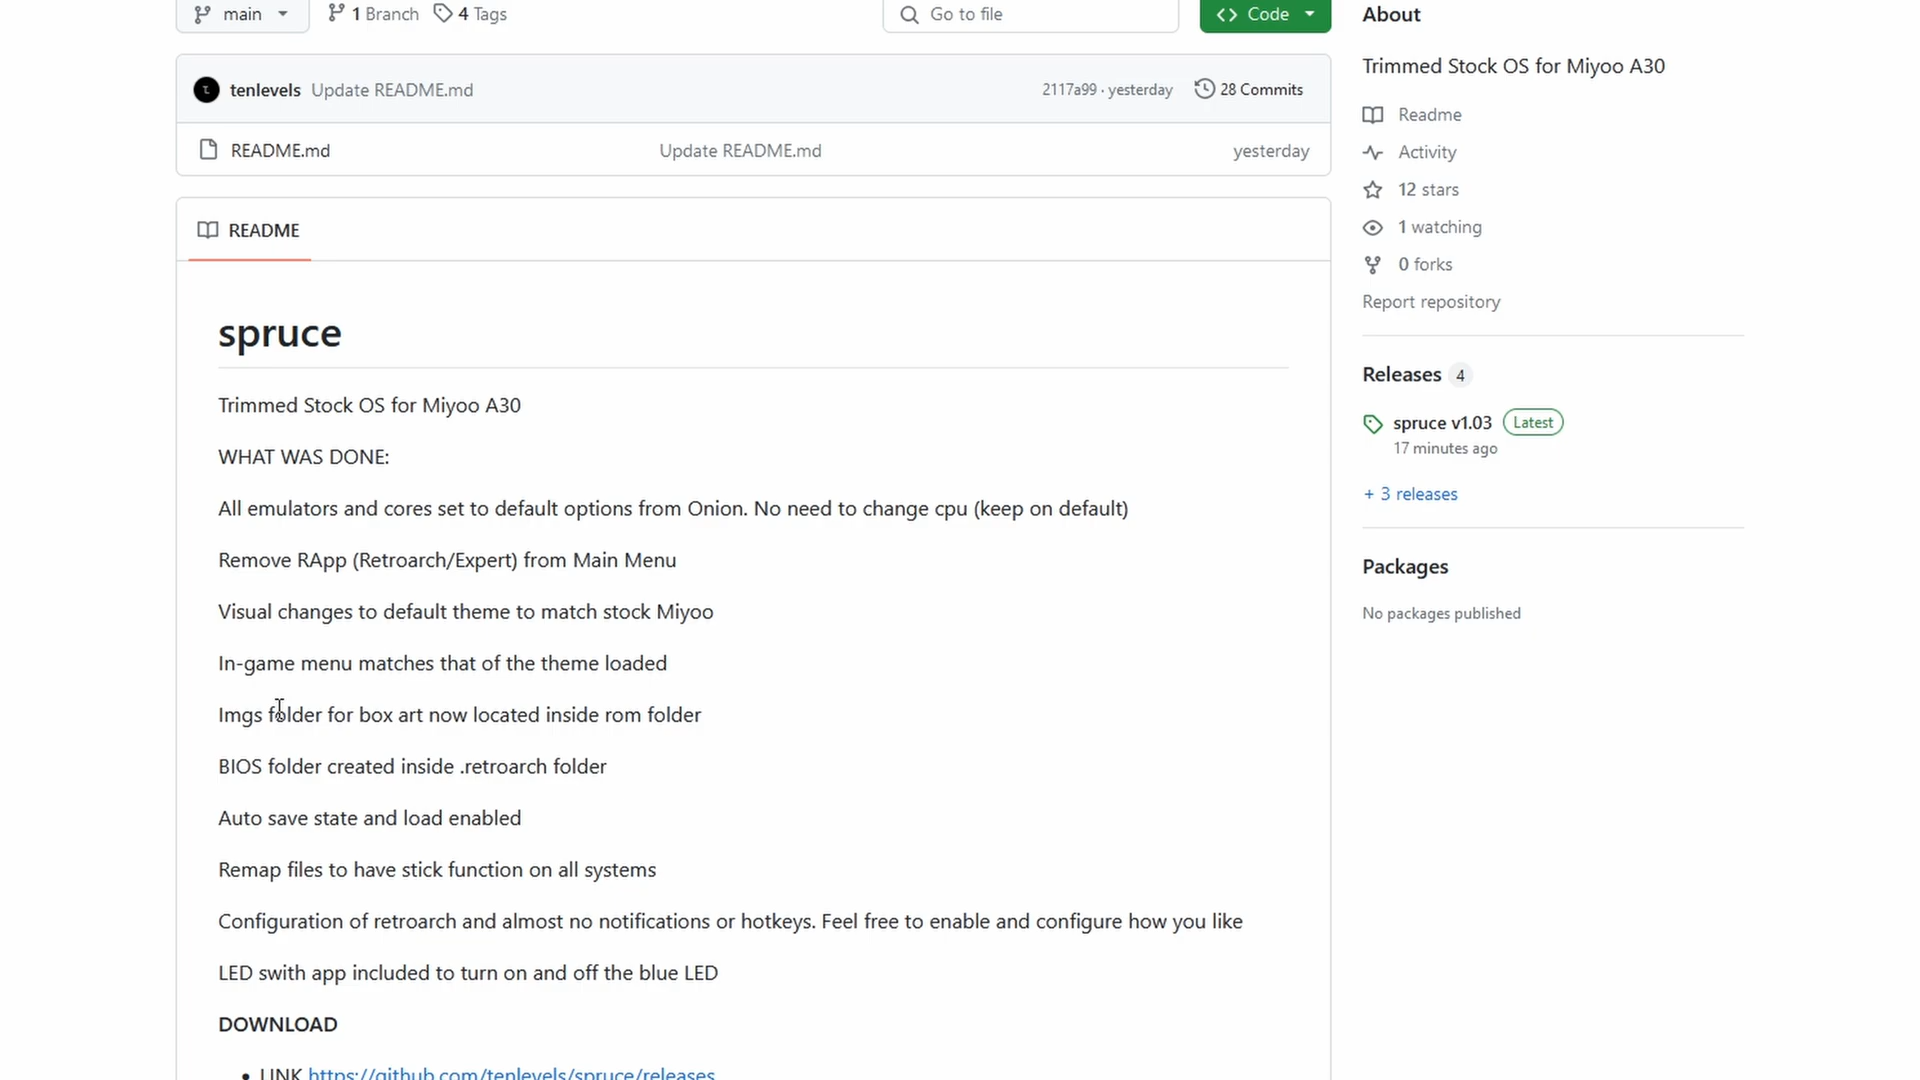 main 1 Branch 4 Tags Go to file Code
tenlevels Update README.md 2117a99 · yesterday 28 Commits
README.md Update README.md yesterday
README
spruce
Trimmed Stock OS for Miyoo A30
WHAT WAS DONE:
All emulators and cores set to default options from Onion. No need to change cpu (keep on default)
Remove RApp (Retroarch/Expert) from Main Menu
Visual changes to default theme to match stock Miyoo
In-game menu matches that of the theme loaded
Imgs folder for box art now located inside rom folder
BIOS folder created inside .retroarch folder
Auto save state and load enabled
Remap files to have stick function on all systems
Configuration of retroarch and almost no notifications or hotkeys. Feel free to enable and configure how you like
LED swith app included to turn on and off the blue LED
DOWNLOAD
• LINK https://github.com/tenlevels/spruce/releases
About
Trimmed Stock OS for Miyoo A30
Readme
Activity
12 stars
1 watching
0 forks
Report repository
Releases 4
spruce v1.03 Latest
17 minutes ago
+ 3 releases
Packages
No packages published